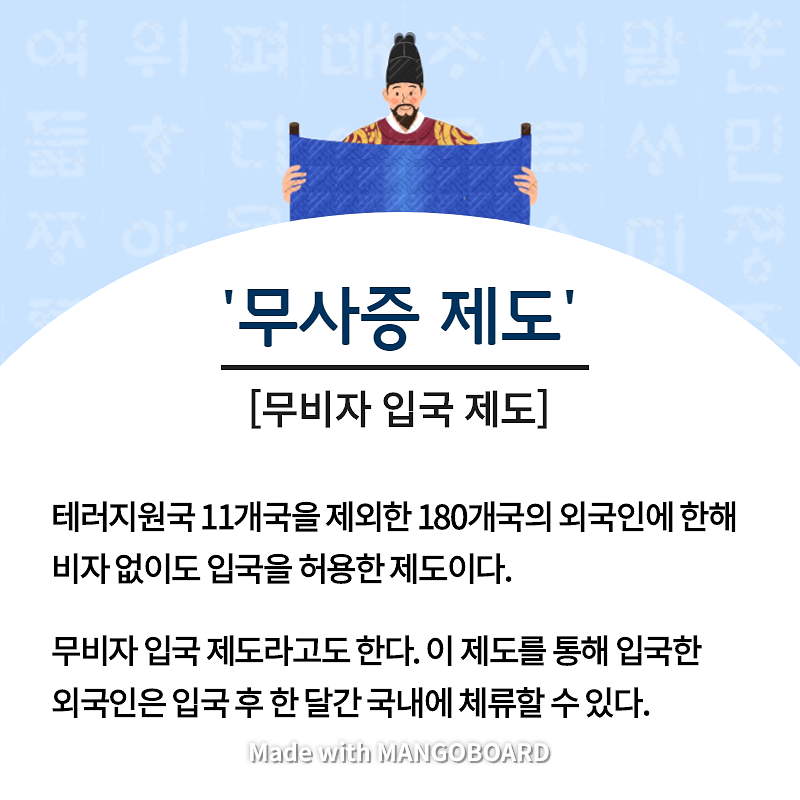 '무사증 제도'
[무비자 입국 제도]
테러지원국 11개국을 제외한 180개국의 외국인에 한해
비자 없이도 입국을 허용한 제도이다.
무비자 입국 제도라고도 한다. 이 제도를 통해 입국한
외국인은 입국 후 한 달간 국내에 체류할 수 있다.
Made with MANGOBOARD